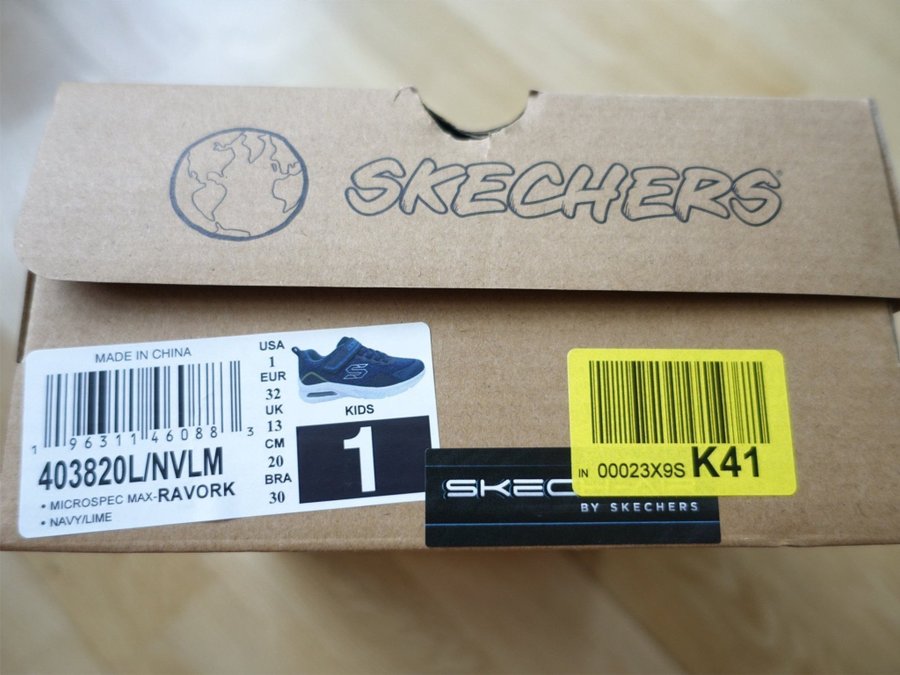 SKECHERS®
MADE IN CHINA
1 96311 46088 3
403820L/NVLM
• MICROSPEC MAX-RAVORK
• NAVY/LIME
USA
1
EUR
32
UK
13
CM
20
BRA
30
S
KIDS
1
SKEC
BY SKECHERS
IN 00023X9S K41